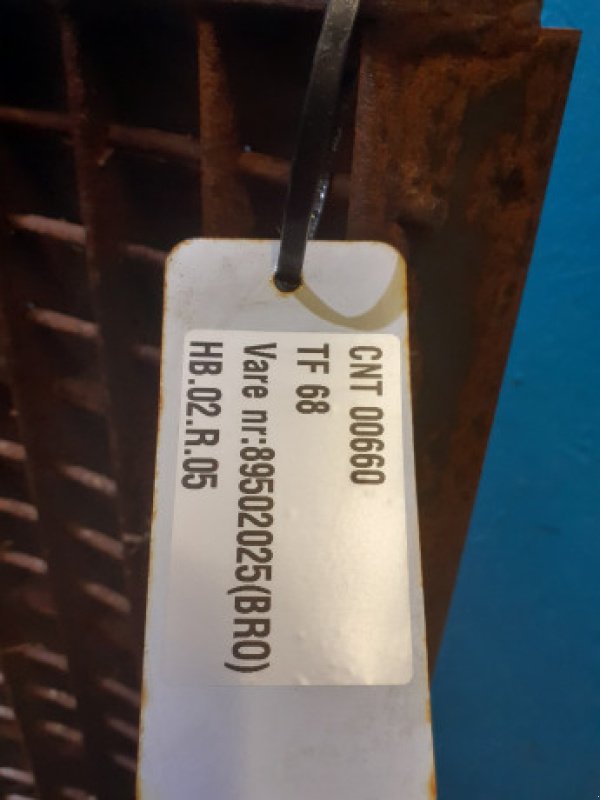 CNT 00660
TF 68
Vare nr:89502025(BRO)
HB.02.R.05